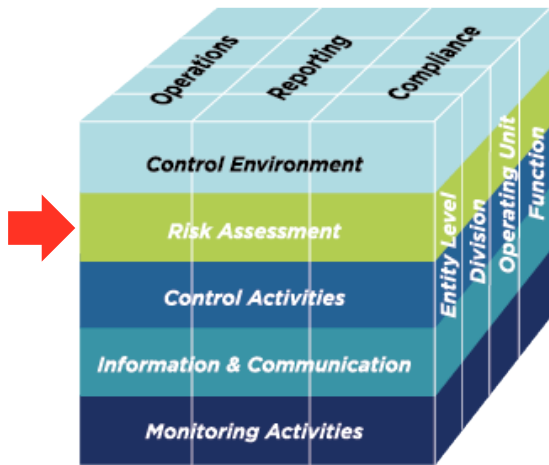 Operations
Reporting
Compliance
Control Environment
Risk Assessment
Control Activities
Information & Communication
Monitoring Activities
Entity Level
Division
Operating Unit
Function